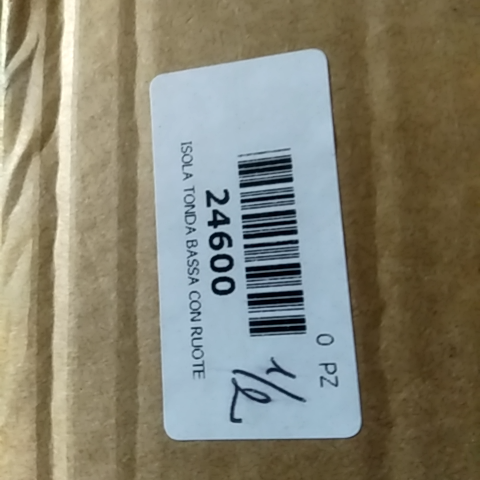 0 PZ
24600
ISOLA TONDA BASSA CON RUOTE
1/2